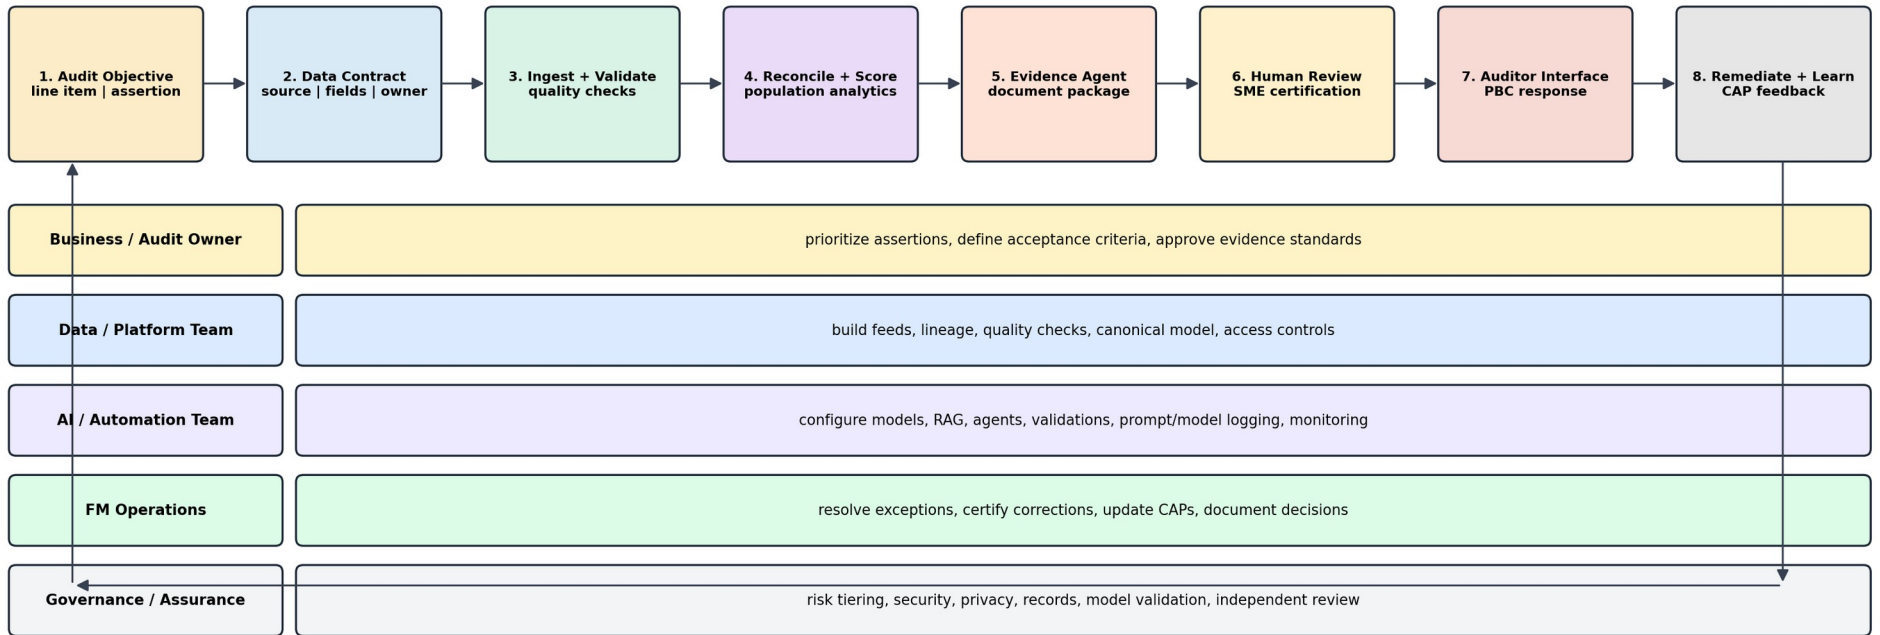 1. Audit Objective
line item | assertion
2. Data Contract
source | fields | owner
3. Ingest + Validate
quality checks
4. Reconcile + Score
population analytics
5. Evidence Agent
document package
6. Human Review
SME certification
7. Auditor Interface
PBC response
8. Remediate + Learn
CAP feedback
Business / Audit Owner
prioritize assertions, define acceptance criteria, approve evidence standards
Data / Platform Team
build feeds, lineage, quality checks, canonical model, access controls
AI / Automation Team
configure models, RAG, agents, validations, prompt/model logging, monitoring
FM Operations
resolve exceptions, certify corrections, update CAPs, document decisions
Governance / Assurance
risk tiering, security, privacy, records, model validation, independent review